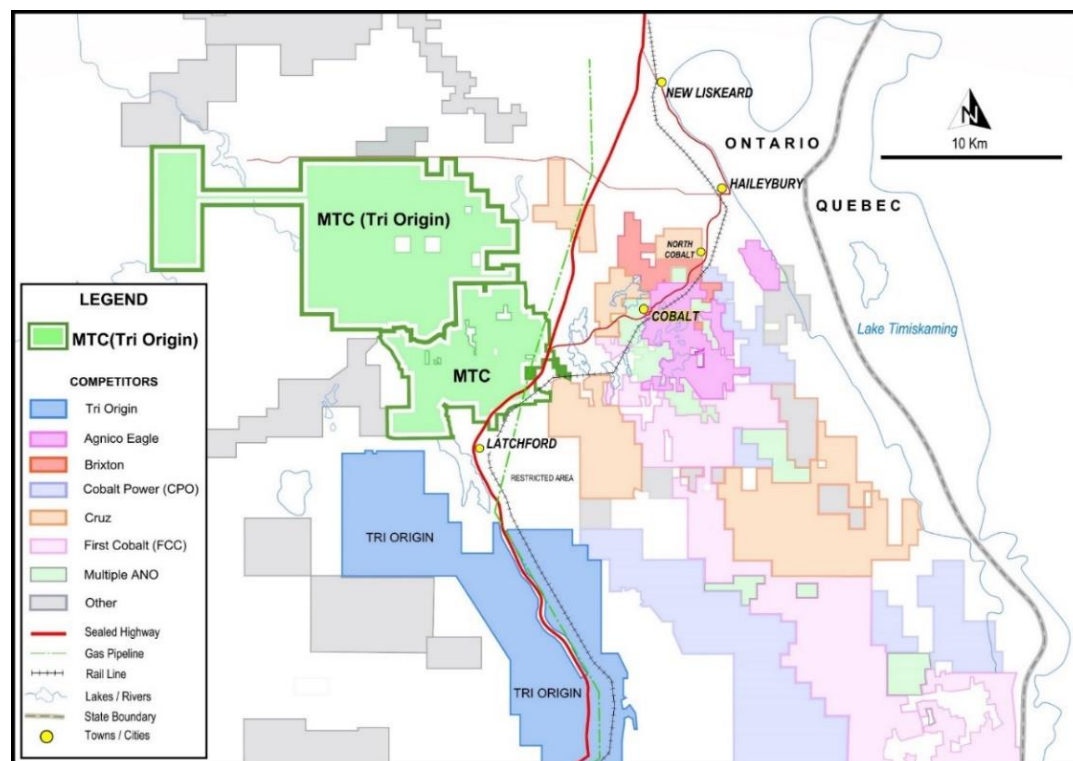 NEW LISKEARD
ONTARIO
N
10 Km
HAILEYBURY
QUEBEC
MTC (Tri Origin)
NORTH
COBALT
COBALT
Lake Timiskaming
MTC
LATCHFORD
RESTRICTED AREA
TRI ORIGIN
TRI ORIGIN
TRI ORIGIN
LEGEND
MTC(Tri Origin)
COMPETITORS
Tri Origin
Agnico Eagle
Brixton
Cobalt Power (CPO)
Cruz
First Cobalt (FCC)
Multiple ANO
Other
Sealed Highway
Gas Pipeline
Rail Line
Lakes / Rivers
State Boundary
Towns / Cities